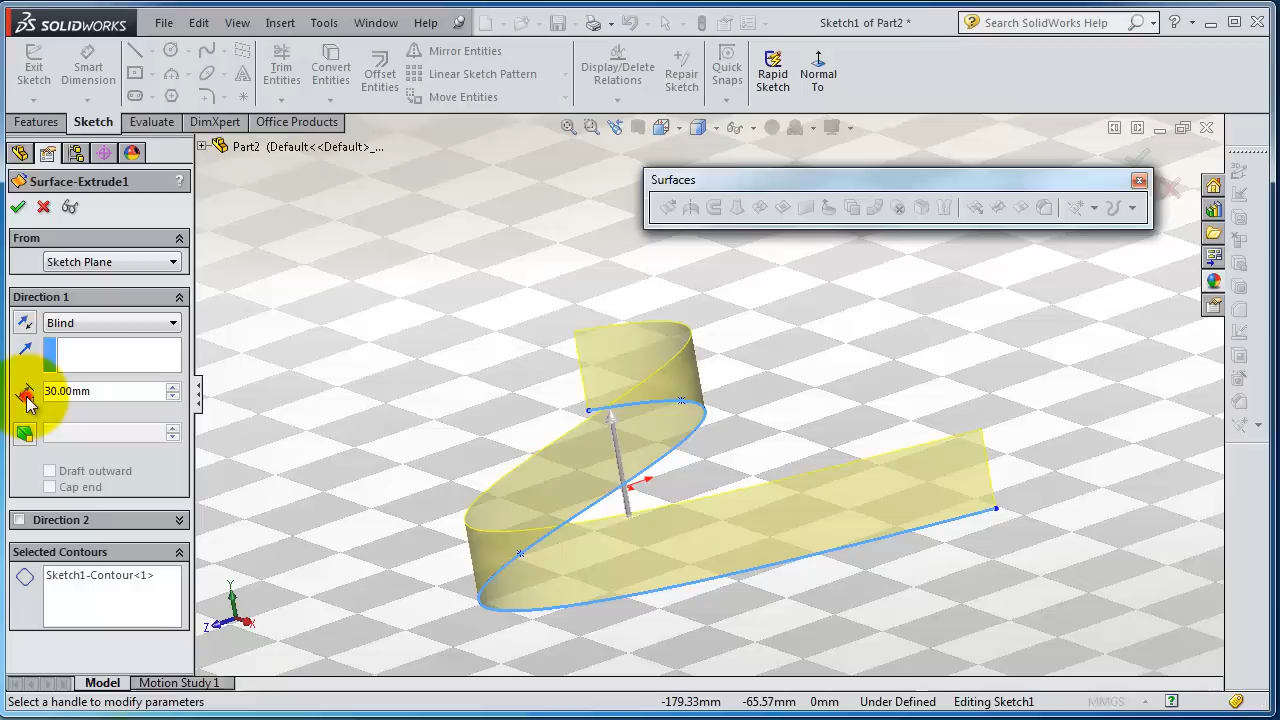 SOLIDWORKS File Edit View Insert Tools Window Help Sketch1 of Part2 * Search SolidWorks Help
Exit Sketch
Smart Dimension
Trim Entities
Convert Entities
Offset Entities
Mirror Entities
Linear Sketch Pattern
Move Entities
Display/Delete Relations
Repair Sketch
Quick Snaps
Rapid Sketch
Normal To
Features Sketch Evaluate DimXpert Office Products
Part2 (Default<<Default>_...
Surface-Extrude1 ?
Surfaces
From
Sketch Plane
Direction 1
Blind
30.00mm
Draft outward
Cap end
Direction 2
Selected Contours
Sketch1-Contour<1>
Y
Z X
Model Motion Study 1
Select a handle to modify parameters -179.33mm -65.57mm 0mm Under Defined Editing Sketch1 MMGS ?